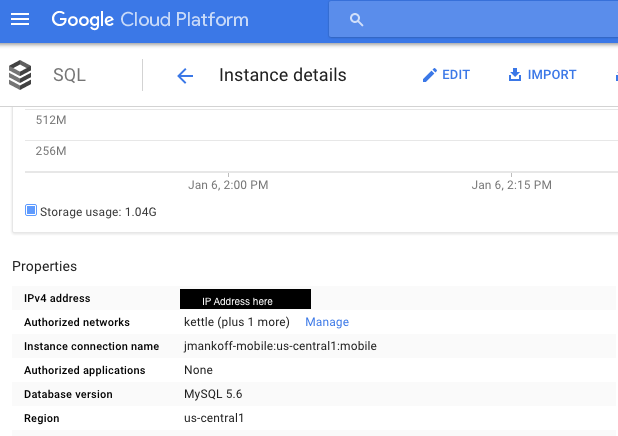 Google Cloud Platform
SQL
Instance details
EDIT
IMPORT
512M
256M
Jan 6, 2:00 PM
Jan 6, 2:15 PM
Storage usage: 1.04G
Properties
IPv4 address IP Address here
Authorized networks kettle (plus 1 more) Manage
Instance connection name jmankoff-mobile:us-central1:mobile
Authorized applications None
Database version MySQL 5.6
Region us-central1